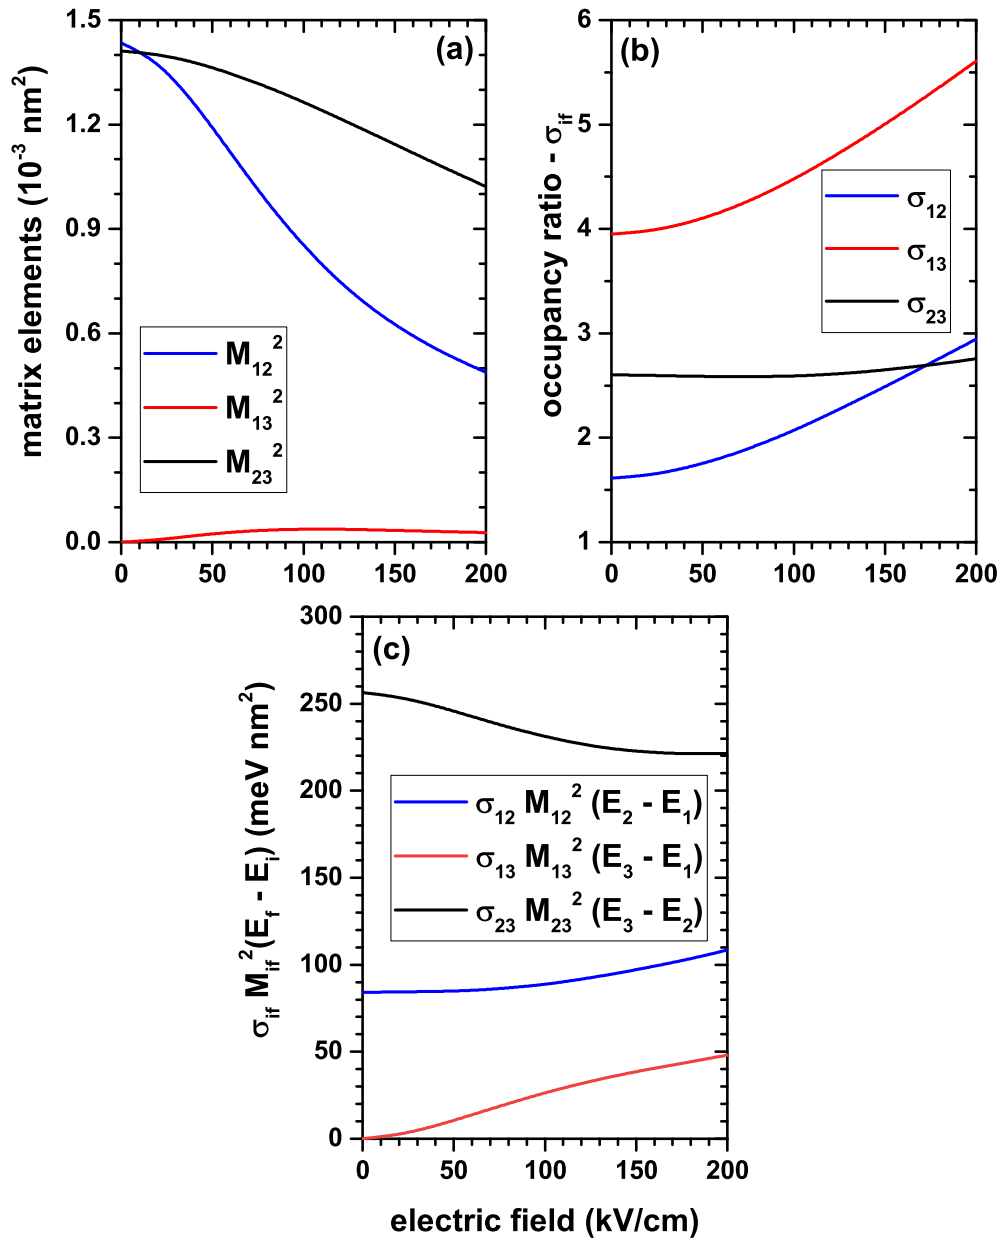 (a)
matrix elements (10⁻³ nm²)
1.5
1.2
0.9
0.6
0.3
0.0
M₁₂²
M₁₃²
M₂₃²
0 50 100 150 200
(b)
occupancy ratio - σif
6
5
4
3
2
1
σ₁₂
σ₁₃
σ₂₃
0 50 100 150 200
(c)
σif Mif²(Ef - Ei) (meV nm²)
300
250
200
150
100
50
0
σ₁₂ M₁₂² (E₂ - E₁)
σ₁₃ M₁₃² (E₃ - E₁)
σ₂₃ M₂₃² (E₃ - E₂)
0 50 100 150 200
electric field (kV/cm)